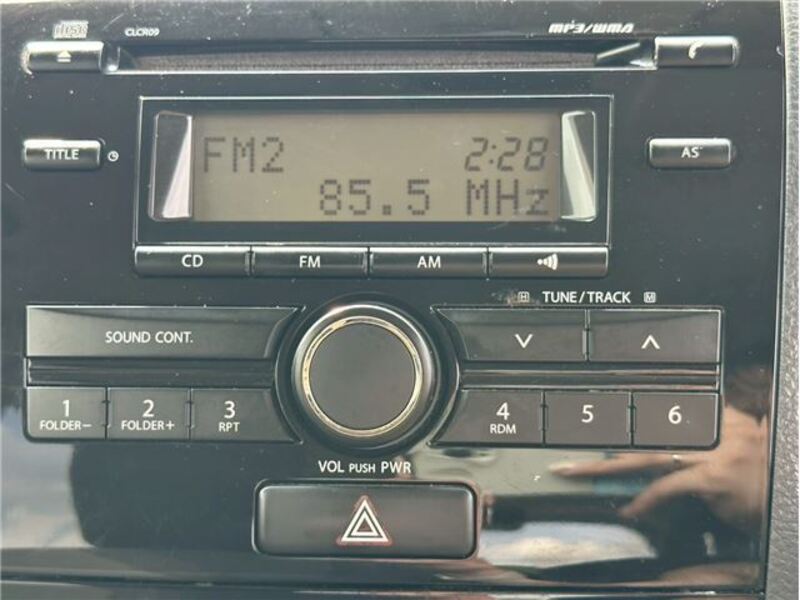 disc
CLCR09
MP3/WMA
TITLE
FM2 2:28
85.5 MHz
AS
CD FM AM
H TUNE/TRACK M
SOUND CONT.
1 2 3 4 5 6
FOLDER− FOLDER+ RPT RDM
VOL PUSH PWR